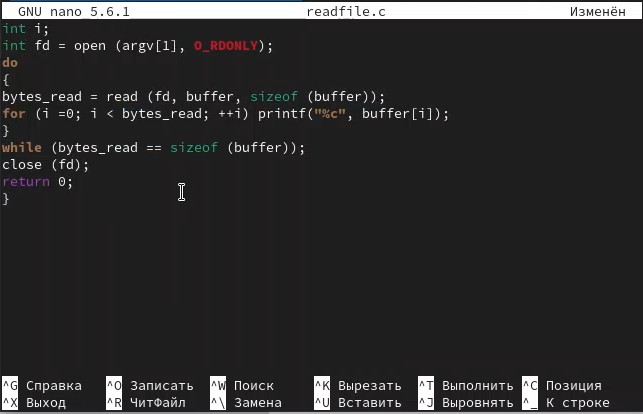 GNU nano 5.6.1 readfile.c Изменён
int i;
int fd = open (argv[1], O_RDONLY);
do
{
bytes_read = read (fd, buffer, sizeof (buffer));
for (i =0; i < bytes_read; ++i) printf("%c", buffer[i]);
}
while (bytes_read == sizeof (buffer));
close (fd);
return 0;
}
^G Справка ^O Записать ^W Поиск ^K Вырезать ^T Выполнить ^C Позиция
^X Выход ^R ЧитФайл ^\ Замена ^U Вставить ^J Выровнять ^_ К строке